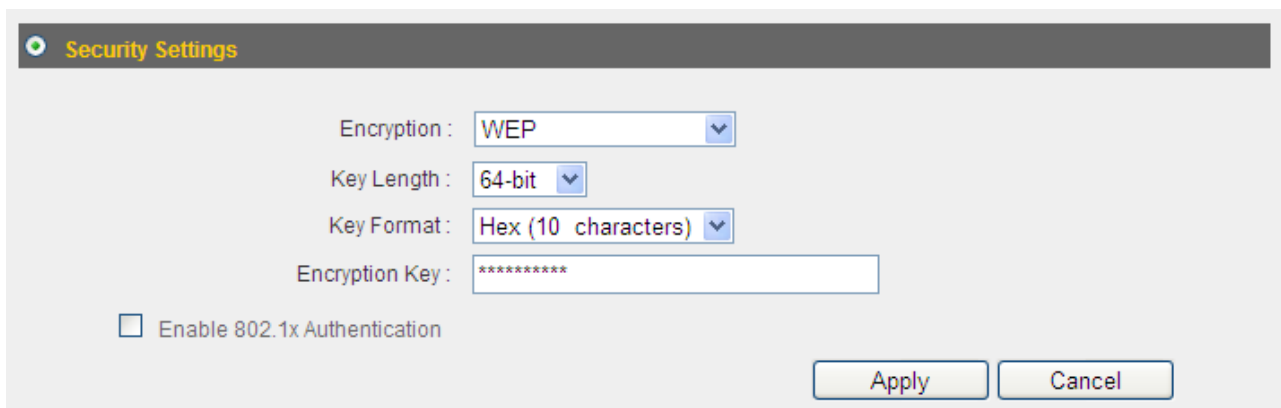 Security Settings
Encryption : WEP
Key Length : 64-bit
Key Format : Hex (10 characters)
Encryption Key : **********
Enable 802.1x Authentication
Apply Cancel